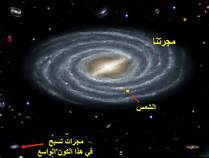 مجرتنا
الشمس
مجرات تسبح
في هذا الكون الواسع